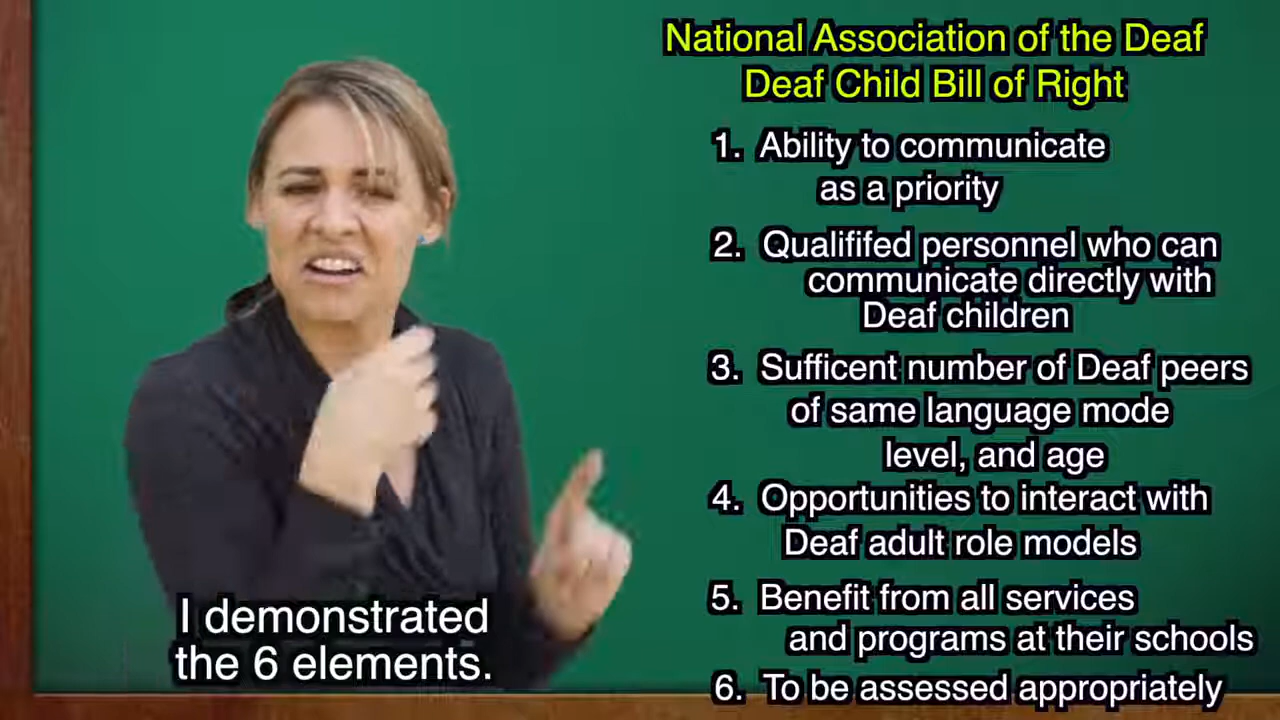 National Association of the Deaf
Deaf Child Bill of Right
1. Ability to communicate
as a priority
2. Qualififed personnel who can
communicate directly with
Deaf children
3. Sufficent number of Deaf peers
of same language mode
level, and age
4. Opportunities to interact with
Deaf adult role models
5. Benefit from all services
and programs at their schools
6. To be assessed appropriately
I demonstrated
the 6 elements.